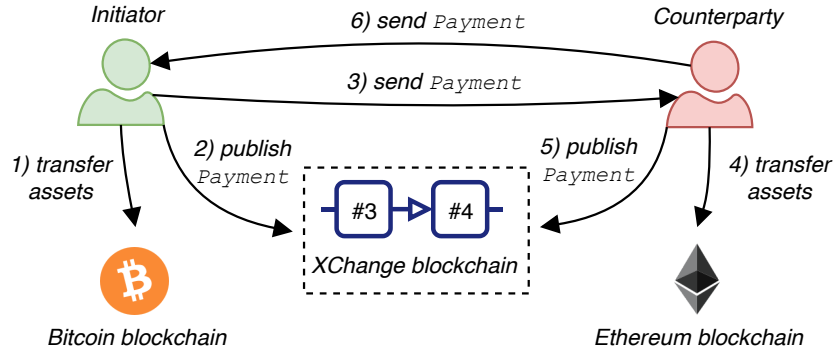 Initiator
Counterparty
6) send Payment
3) send Payment
1) transfer
assets
2) publish
Payment
5) publish
Payment
4) transfer
assets
#3
#4
XChange blockchain
Bitcoin blockchain
Ethereum blockchain